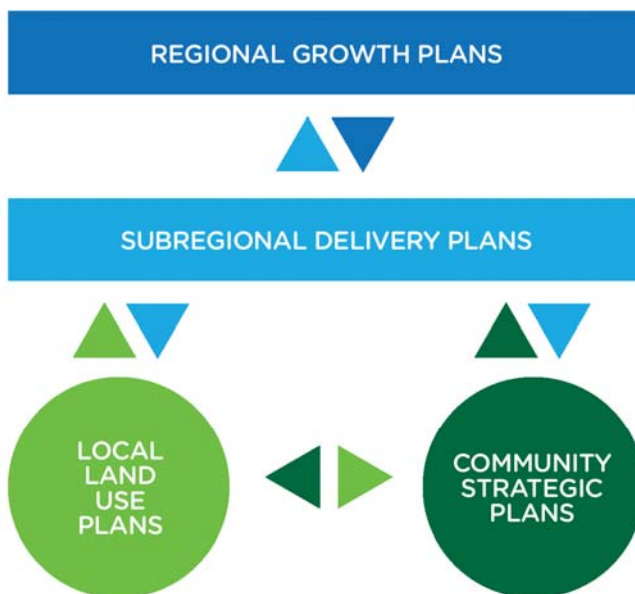 REGIONAL GROWTH PLANS
SUBREGIONAL DELIVERY PLANS
LOCAL
LAND
USE
PLANS
COMMUNITY
STRATEGIC
PLANS